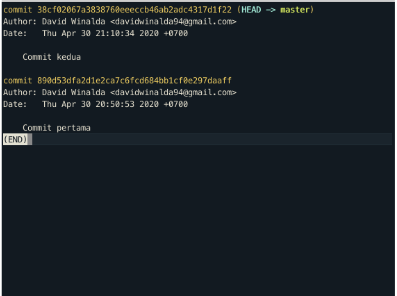 commit 38cf02067a3838760eeeccb46ab2adc4317d1f22 (HEAD -> master)
Author: David Winalda <davidwinalda94@gmail.com>
Date:   Thu Apr 30 21:10:34 2020 +0700
    Commit kedua
commit 890d53dfa2d1e2ca7c6fcd684bb1cf0e297daaff
Author: David Winalda <davidwinalda94@gmail.com>
Date:   Thu Apr 30 20:50:53 2020 +0700
    Commit pertama
(END)